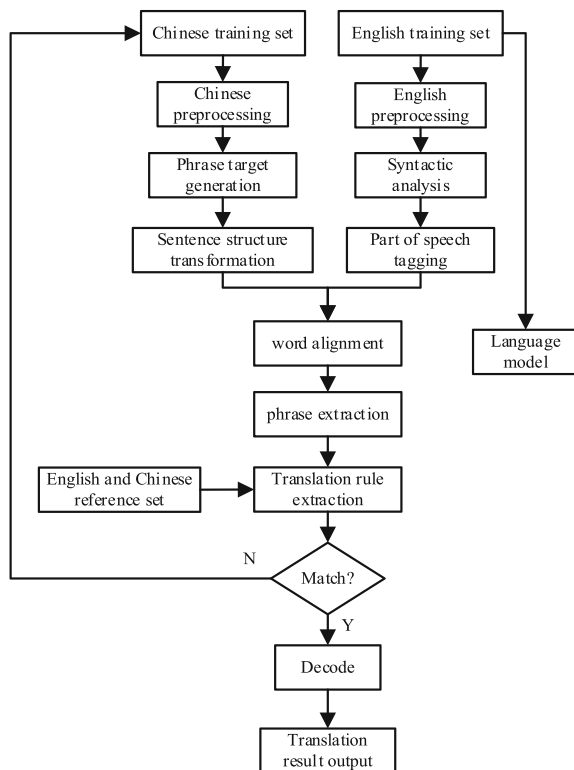 Chinese training set
English training set
Chinese
preprocessing
English
preprocessing
Phrase target
generation
Syntactic
analysis
Sentence structure
transformation
Part of speech
tagging
word alignment
Language
model
phrase extraction
English and Chinese
reference set
Translation rule
extraction
N
Match?
Y
Decode
Translation
result output